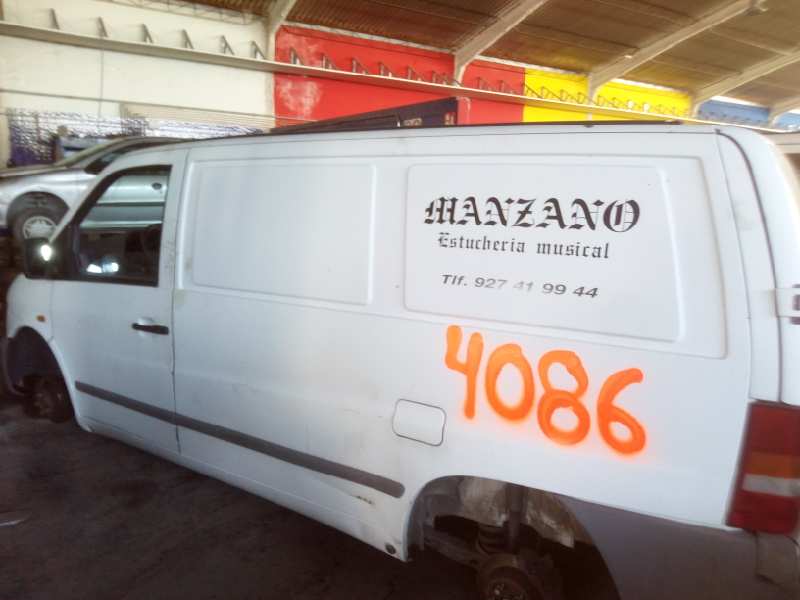 MANZANO
Estucheria musical
Tlf. 927 41 99 44
4086